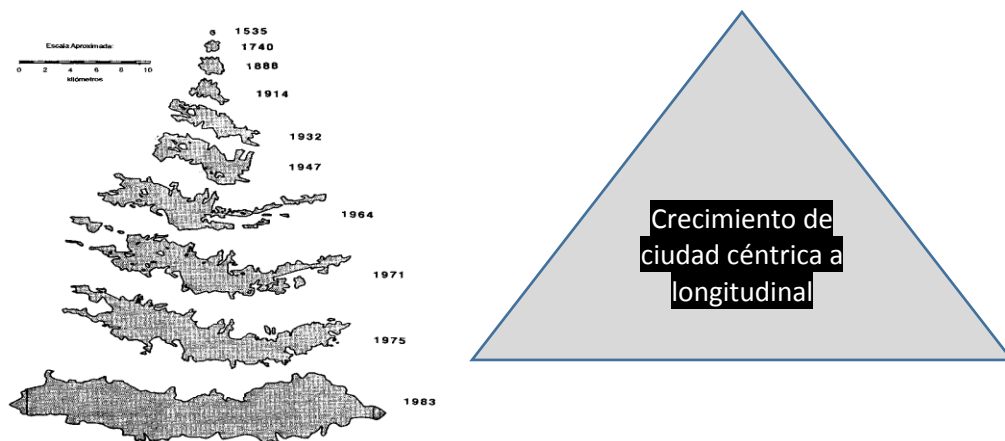 1535
Escala Aproximada:
1740
0 2 4 6 8 10
1888
kilómetros
1914
1932
1947
1964
1971
1975
1983
Crecimiento de
ciudad céntrica a
longitudinal